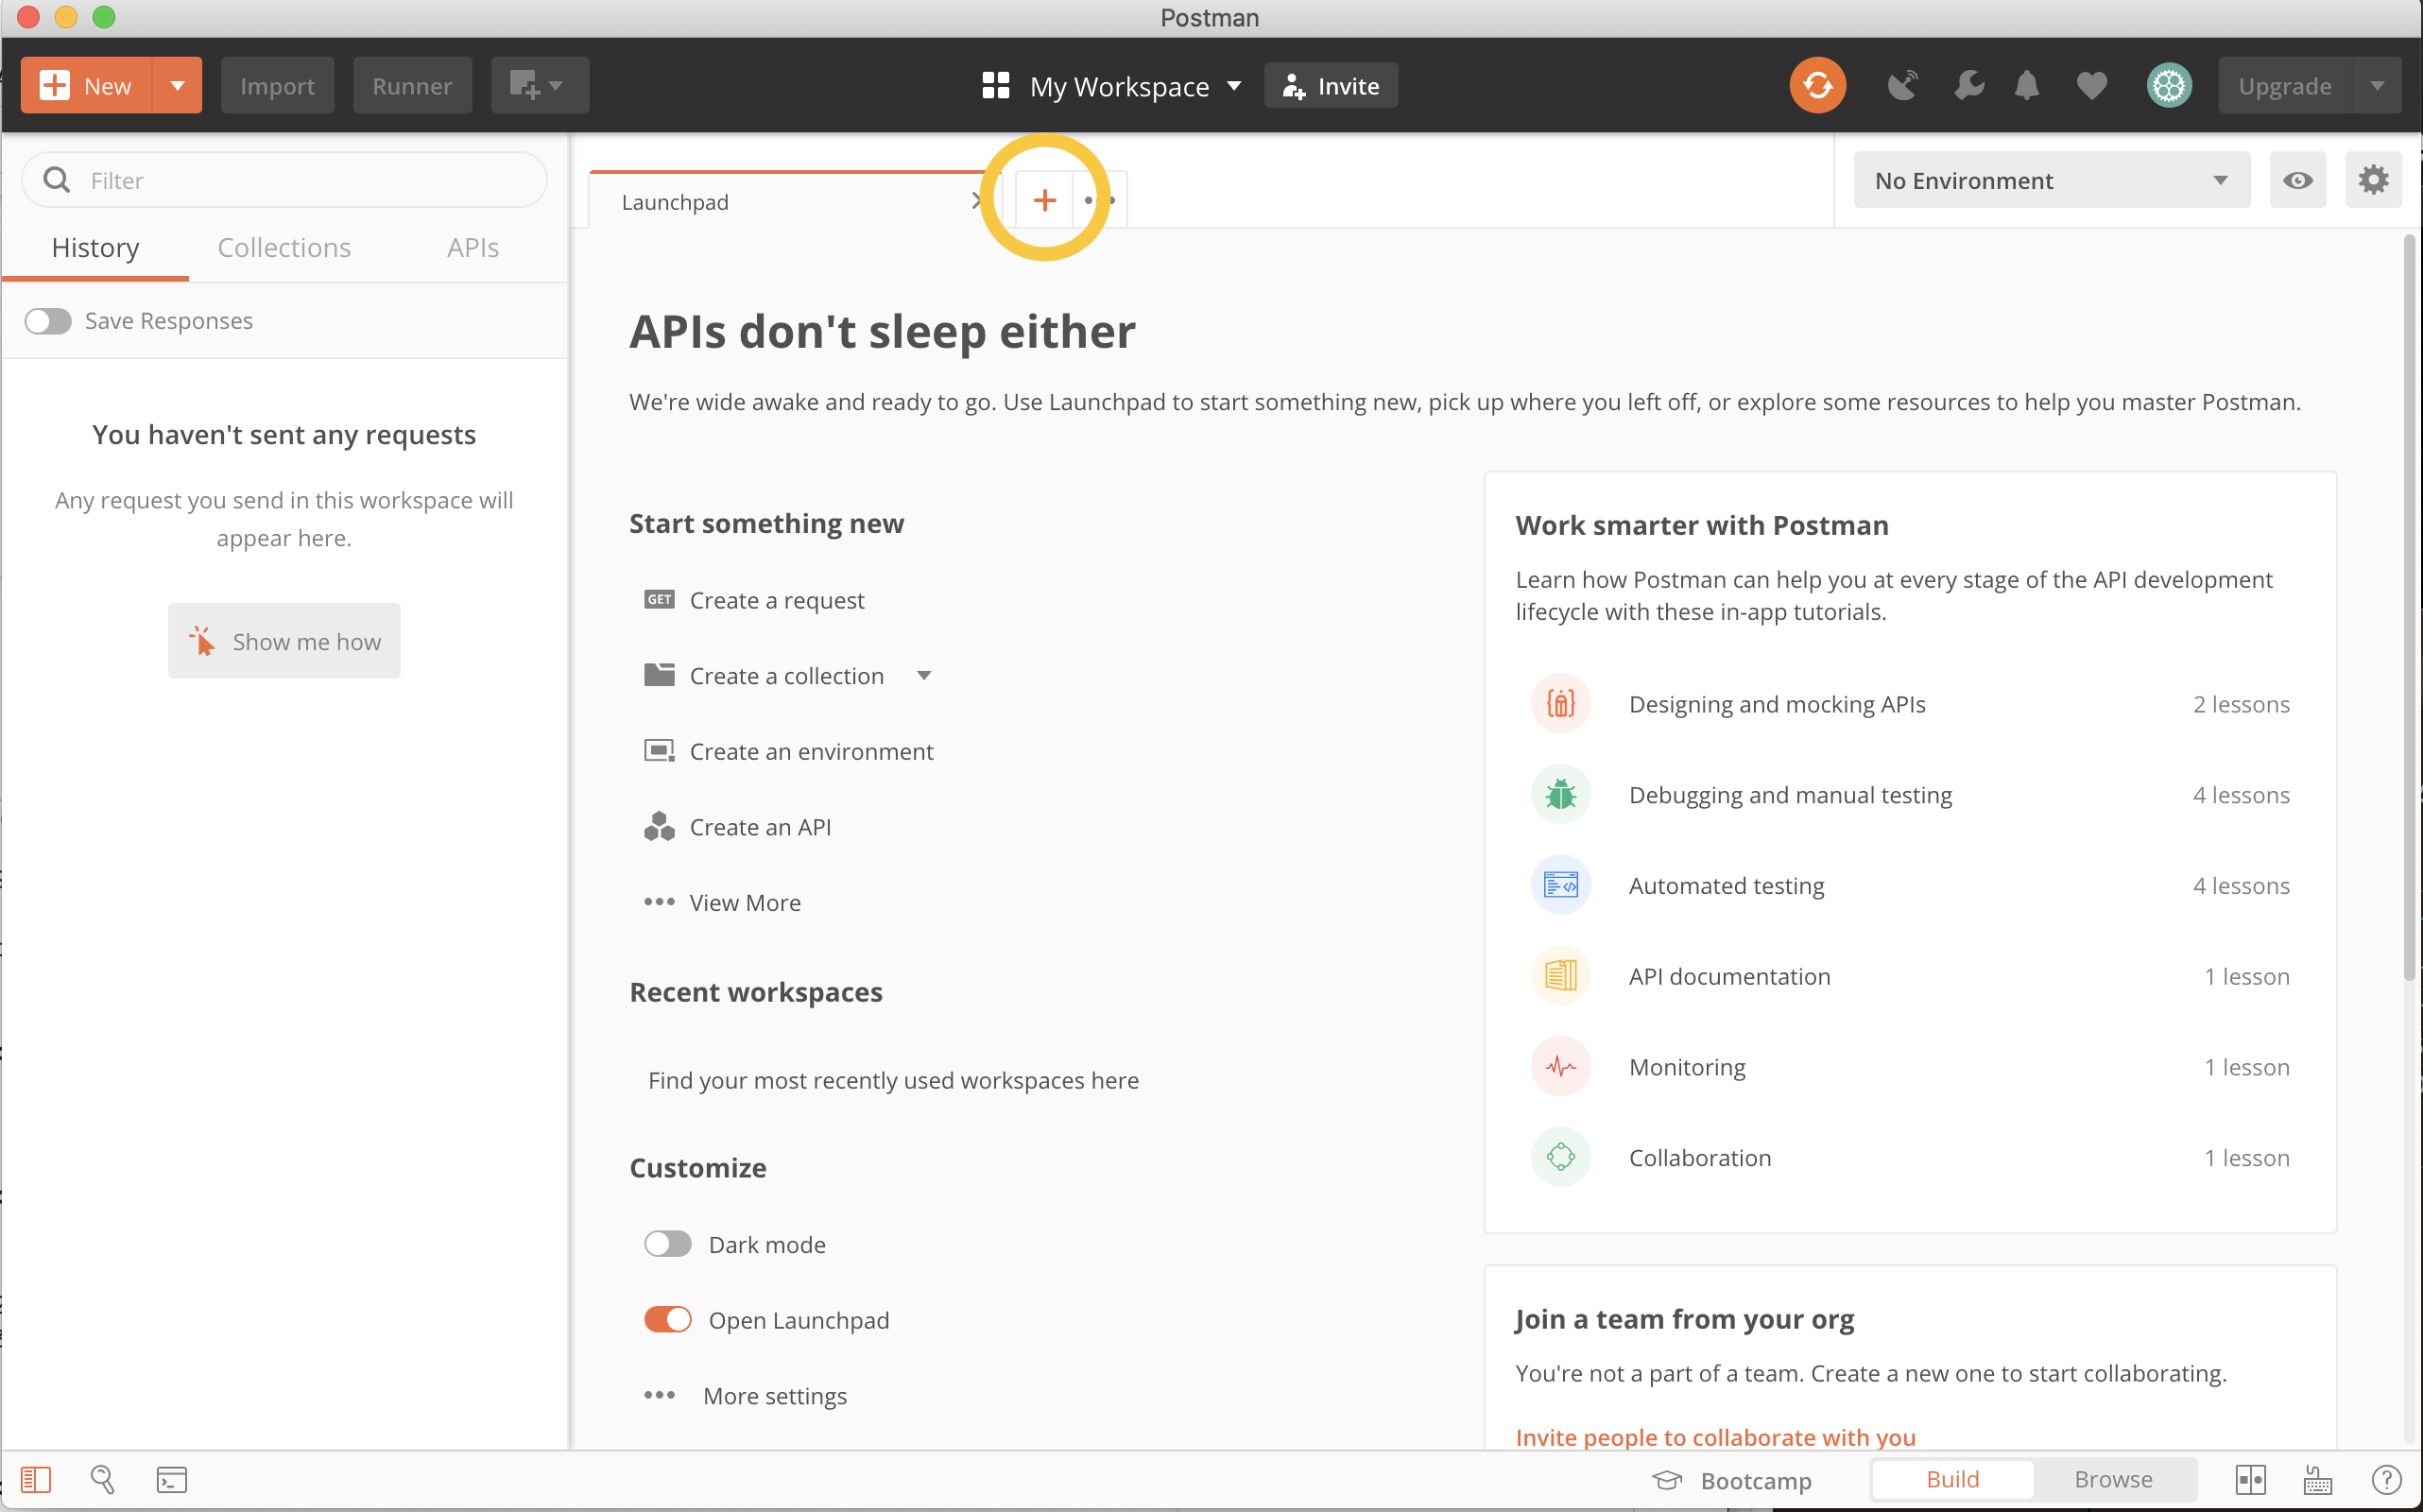 Postman
New
Import
Runner
My Workspace
Invite
Upgrade
Filter
Launchpad
No Environment
History
Collections
APIs
Save Responses
You haven't sent any requests
Any request you send in this workspace will
appear here.
Show me how
APIs don't sleep either
We're wide awake and ready to go. Use Launchpad to start something new, pick up where you left off, or explore some resources to help you master Postman.
Start something new
GET Create a request
Create a collection
Create an environment
Create an API
View More
Recent workspaces
Find your most recently used workspaces here
Customize
Dark mode
Open Launchpad
More settings
Work smarter with Postman
Learn how Postman can help you at every stage of the API development
lifecycle with these in-app tutorials.
Designing and mocking APIs 2 lessons
Debugging and manual testing 4 lessons
Automated testing 4 lessons
API documentation 1 lesson
Monitoring 1 lesson
Collaboration 1 lesson
Join a team from your org
You're not a part of a team. Create a new one to start collaborating.
Invite people to collaborate with you
Bootcamp
Build
Browse